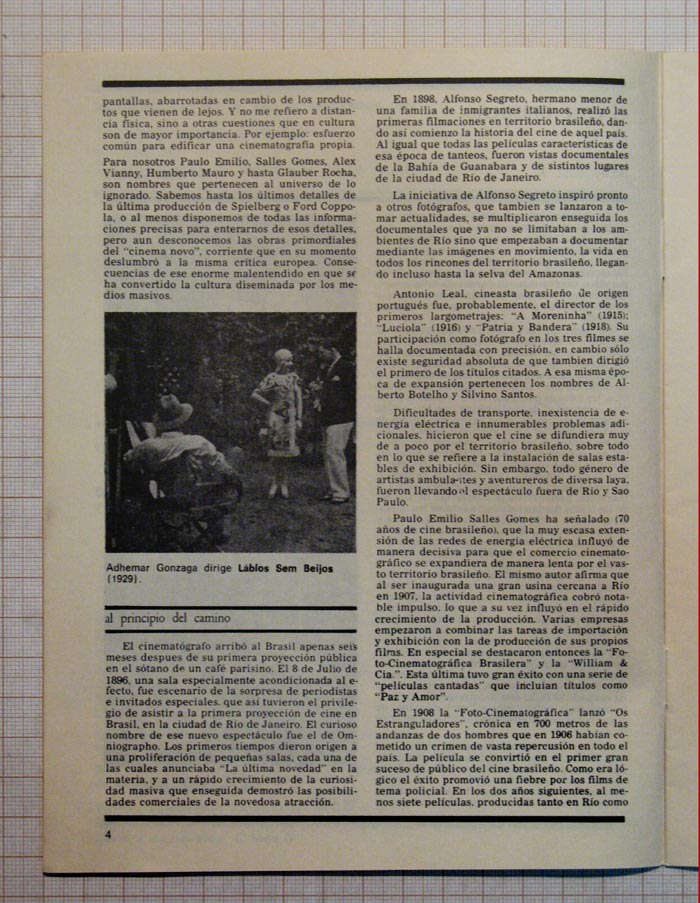 pantallas, abarrotadas en cambio de los produc-
tos que vienen de lejos. Y no me refiero a distan-
cia física, sino a otras cuestiones que en cultura
son de mayor importancia. Por ejemplo: esfuerzo
común para edificar una cinematografía propia.
Para nosotros Paulo Emilio, Salles Gomes, Alex
Vianny, Humberto Mauro y hasta Glauber Rocha,
son nombres que pertenecen al universo de lo
ignorado. Sabemos hasta los últimos detalles de
la última producción de Spielberg o Ford Coppo-
la, o al menos disponemos de todas las informa-
ciones precisas para enterarnos de esos detalles,
pero aun desconocemos las obras primordiales
del "cinema novo", corriente que en su momento
deslumbró a la misma crítica europea. Conse-
cuencias de ese enorme malentendido en que se
ha convertido la cultura diseminada por los me-
dios masivos.
Adhemar Gonzaga dirige Láblos Sem Beijos
(1929).
al principio del camino
El cinematógrafo arribó al Brasil apenas seis
meses despues de su primera proyección pública
en el sótano de un café parisino. El 8 de Julio de
1896, una sala especialmente acondicionada al e-
fecto, fue escenario de la sorpresa de periodistas
e invitados especiales, que asi tuvieron el privile-
gio de asistir a la primera proyección de cine en
Brasil, en la ciudad de Río de Janeiro. El curioso
nombre de ese nuevo espectáculo fue el de Om-
niographo. Los primeros tiempos dieron origen a
una proliferación de pequeñas salas, cada una de
las cuales anunciaba "La última novedad" en la
materia, y a un rápido crecimiento de la curiosi-
dad masiva que enseguida demostró las posibili-
dades comerciales de la novedosa atracción.
En 1898, Alfonso Segreto, hermano menor de
una familia de inmigrantes italianos, realizó las
primeras filmaciones en territorio brasileño, dan-
do así comienzo la historia del cine de aquel país.
Al igual que todas las películas características de
esa época de tanteos, fueron vistas documentales
de la Bahía de Guanabara y de sistintos lugares
de la ciudad de Río de Janeiro.
La iniciativa de Alfonso Segreto inspiró pronto
a otros fotógrafos, que tambien se lanzaron a to-
mar actualidades, se multiplicaron enseguida los
documentales que ya no se limitaban a los am-
bientes de Río sino que empezaban a documentar
mediante las imágenes en movimiento, la vida en
todos los rincones del territorio brasileño, llegan-
do incluso hasta la selva del Amazonas.
Antonio Leal, cineasta brasileño de origen
portugués fue, probablemente, el director de los
primeros largometrajes: "A Moreninha" (1915);
"Luciola" (1916) y "Patria y Bandera" (1918). Su
participación como fotógrafo en los tres filmes se
halla documentada con precisión, en cambio sólo
existe seguridad absoluta de que tambien dirigió
el primero de los títulos citados. A esa misma épo-
ca de expansión pertenecen los nombres de Al-
berto Botelho y Silvino Santos.
Dificultades de transporte, inexistencia de e-
nergía eléctrica e innumerables problemas adi-
cionales, hicieron que el cine se difundiera muy
de a poco por el territorio brasileño, sobre todo
en lo que se refiere a la instalación de salas esta-
bles de exhibición. Sin embargo, todo género de
artistas ambulantes y aventureros de diversa laya,
fueron llevando el espectáculo fuera de Río y Sao
Paulo.
Paulo Emilio Salles Gomes ha señalado (70
años de cine brasileño), que la muy escasa exten-
sión de las redes de energía eléctrica influyó de
manera decisiva para que el comercio cinemato-
gráfico se expandiera de manera lenta por el vas-
to territorio brasileño. El mismo autor afirma que
al ser inaugurada una gran usina cercana a Río
en 1907, la actividad cinematográfica cobró nota-
ble impulso, lo que a su vez influyó en el rápido
crecimiento de la producción. Varias empresas
empezaron a combinar las tareas de importación
y exhibición con la de producción de sus propios
films. En especial se destacaron entonces la "Fo-
to-Cinematográfica Brasilera" y la "William &
Cia.". Esta última tuvo gran éxito con una serie de
"películas cantadas" que incluían títulos como
"Paz y Amor".
En 1908 la "Foto-Cinematográfica" lanzó "Os
Estranguladores", crónica en 700 metros de las
andanzas de dos hombres que en 1906 habían co-
metido un crimen de vasta repercusión en todo el
país. La película se convirtió en el primer gran
suceso de público del cine brasileño. Como era ló-
gico el éxito promovió una fiebre por los films de
tema policial. En los dos años siguientes, al me-
nos siete películas, producidas tanto en Río como
4